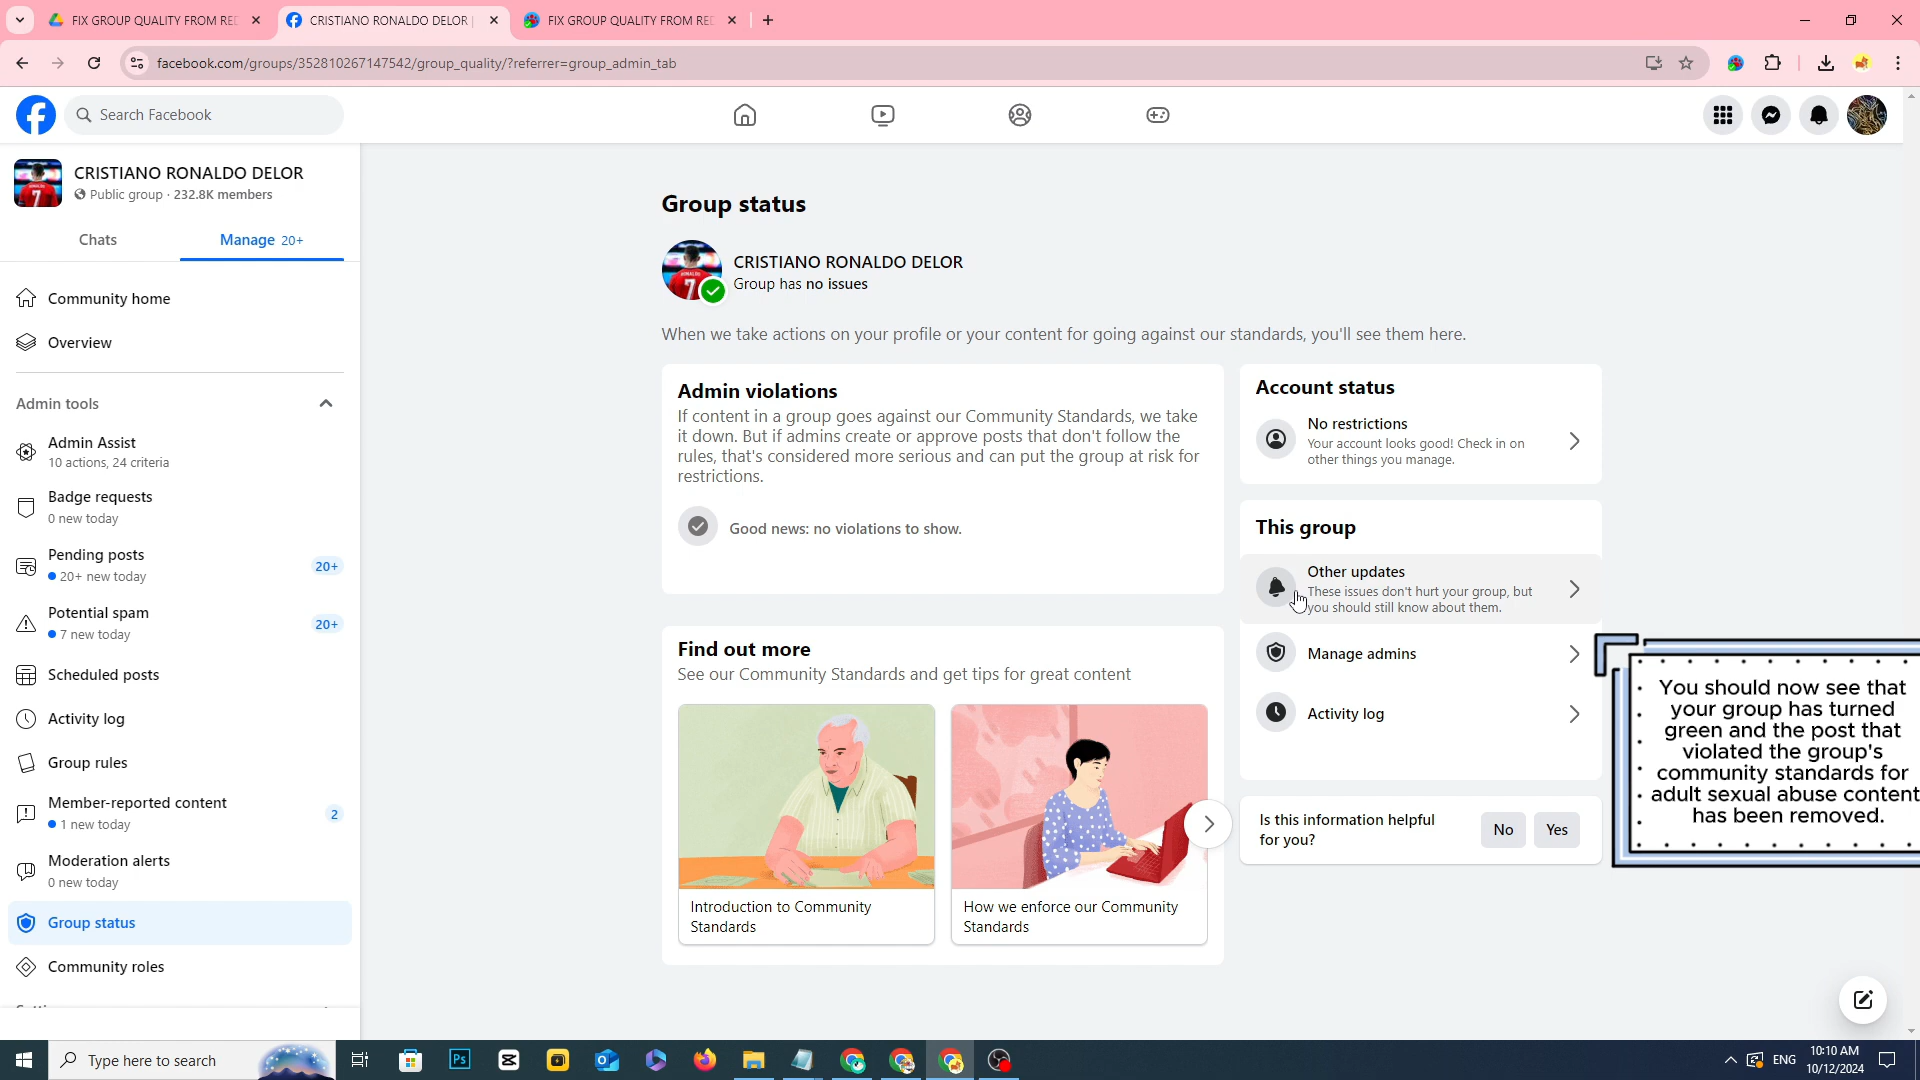 FIX GROUP QUALITY FROM RE
CRISTIANO RONALDO DELOR
FIX GROUP QUALITY FROM RE
facebook.com/groups/352810267147542/group_quality/?referrer=group_admin_tab
Search Facebook
CRISTIANO RONALDO DELOR
Public group · 232.8K members
Chats
Manage 20+
Community home
Overview
Admin tools
Admin Assist
10 actions, 24 criteria
Badge requests
0 new today
Pending posts
20+ new today
20+
Potential spam
7 new today
20+
Scheduled posts
Activity log
Group rules
Member-reported content
1 new today
2
Moderation alerts
0 new today
Group status
Community roles
Group status
RONALDO
7
CRISTIANO RONALDO DELOR
Group has no issues
When we take actions on your profile or your content for going against our standards, you'll see them here.
Admin violations
If content in a group goes against our Community Standards, we take
it down. But if admins create or approve posts that don't follow the
rules, that's considered more serious and can put the group at risk for
restrictions.
Good news: no violations to show.
Find out more
See our Community Standards and get tips for great content
Introduction to Community
Standards
How we enforce our Community
Standards
Account status
No restrictions
Your account looks good! Check in on
other things you manage.
This group
Other updates
These issues don't hurt your group, but
you should still know about them.
Manage admins
Activity log
Is this information helpful
for you?
No
Yes
You should now see that
your group has turned
green and the post that
violated the group's
community standards for
adult sexual abuse content
has been removed.
Type here to search
Ps
ENG
10:10 AM
10/12/2024